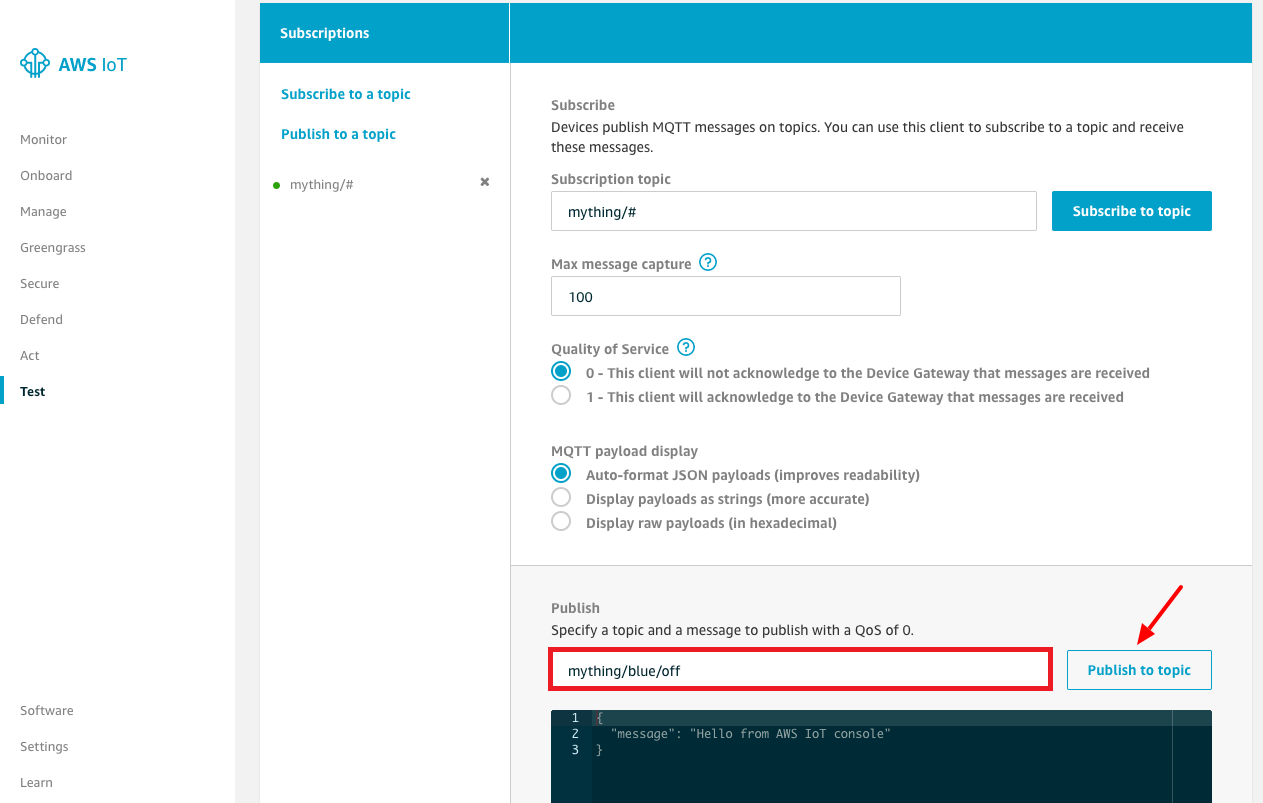 AWS IoT
Monitor
Onboard
Manage
Greengrass
Secure
Defend
Act
Test
Software
Settings
Learn
Subscriptions
Subscribe to a topic
Publish to a topic
mything/#
Subscribe
Devices publish MQTT messages on topics. You can use this client to subscribe to a topic and receive
these messages.
Subscription topic
mything/#
Subscribe to topic
Max message capture ?
100
Quality of Service ?
0 - This client will not acknowledge to the Device Gateway that messages are received
1 - This client will acknowledge to the Device Gateway that messages are received
MQTT payload display
Auto-format JSON payloads (improves readability)
Display payloads as strings (more accurate)
Display raw payloads (in hexadecimal)
Publish
Specify a topic and a message to publish with a QoS of 0.
mything/blue/off
Publish to topic
1 {
2 "message": "Hello from AWS IoT console"
3 }